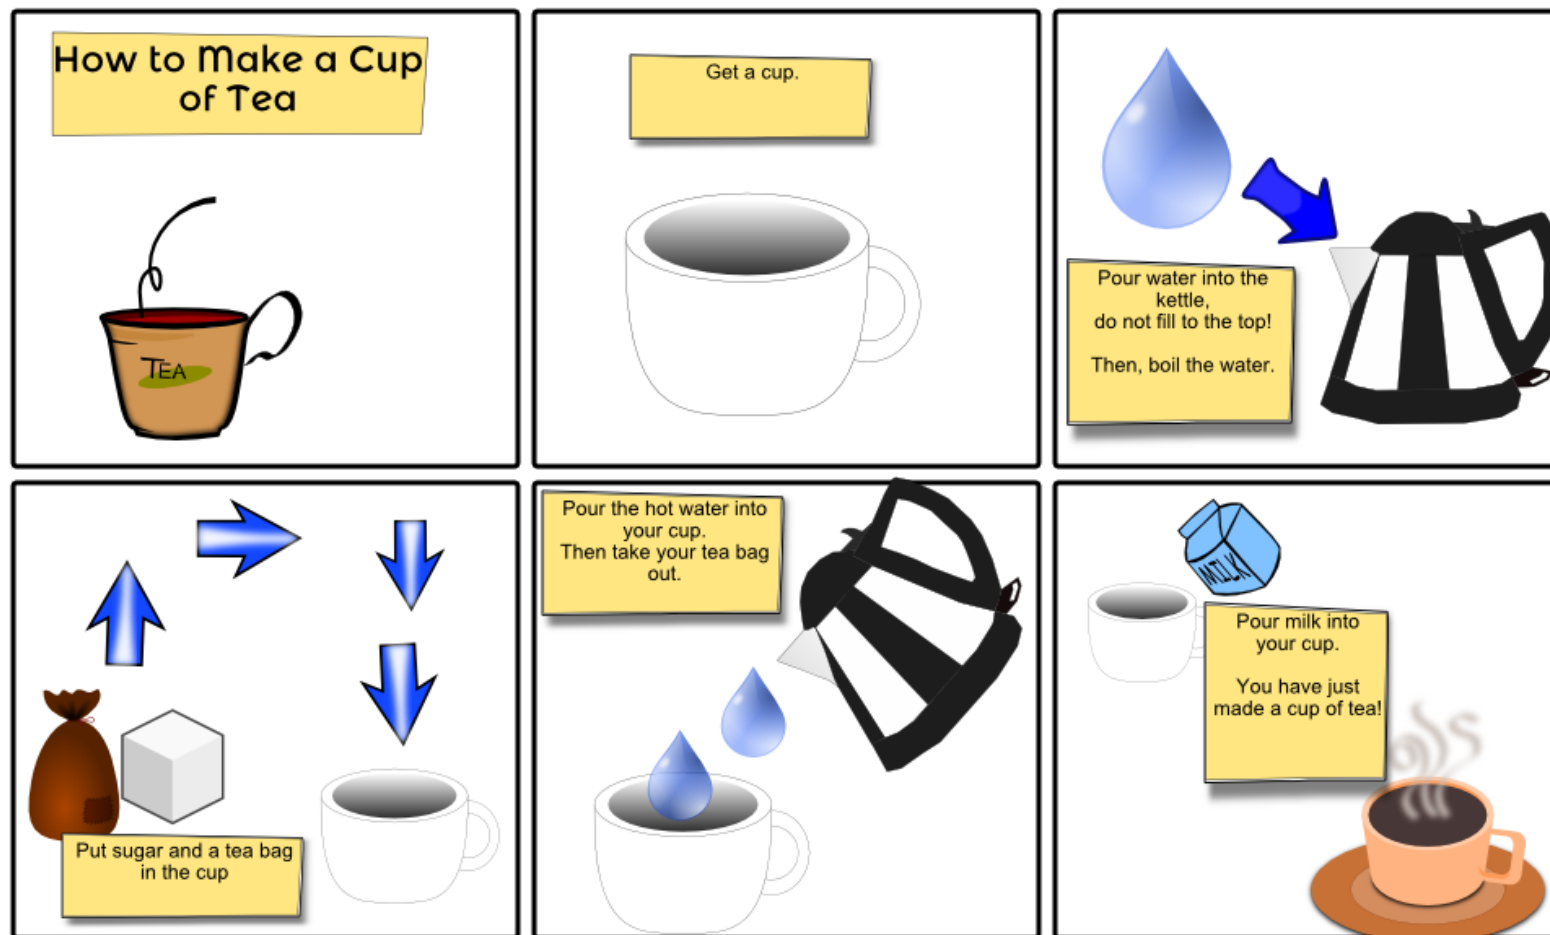 How to Make a Cup
of Tea
TEA
Get a cup.
Pour water into the
kettle,
do not fill to the top!
Then, boil the water.
Put sugar and a tea bag
in the cup
Pour the hot water into
your cup.
Then take your tea bag
out.
MILK
Pour milk into
your cup.
You have just
made a cup of tea!